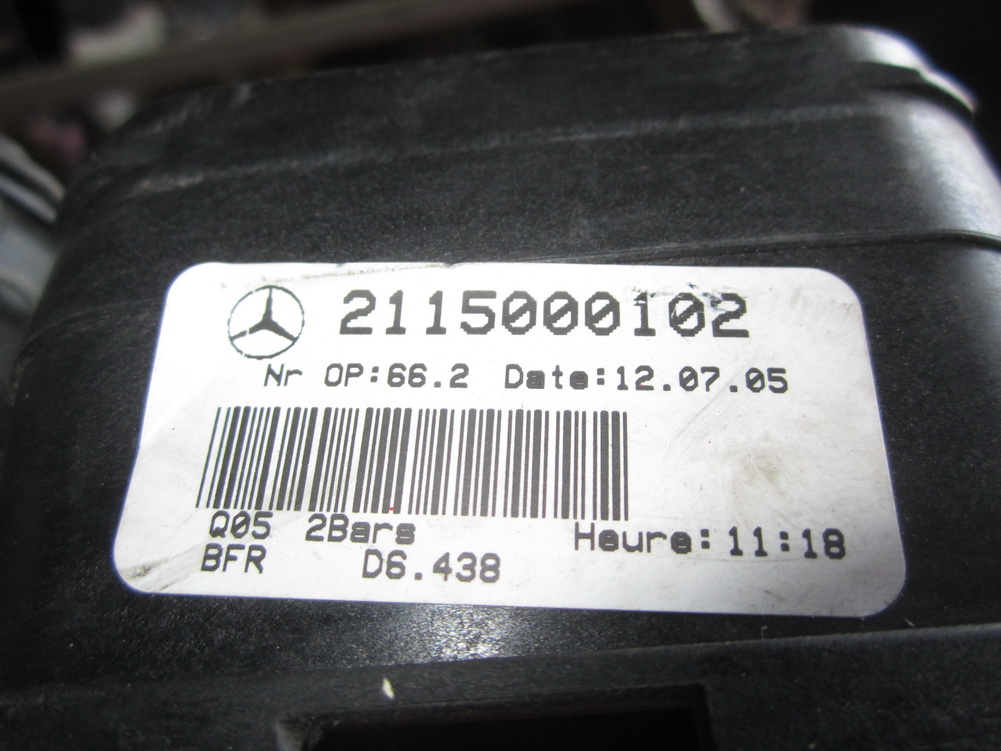 2115000102
Nr OP:66.2 Date:12.07.05
Q05 2Bars
Heure:11:18
BFR D6.438